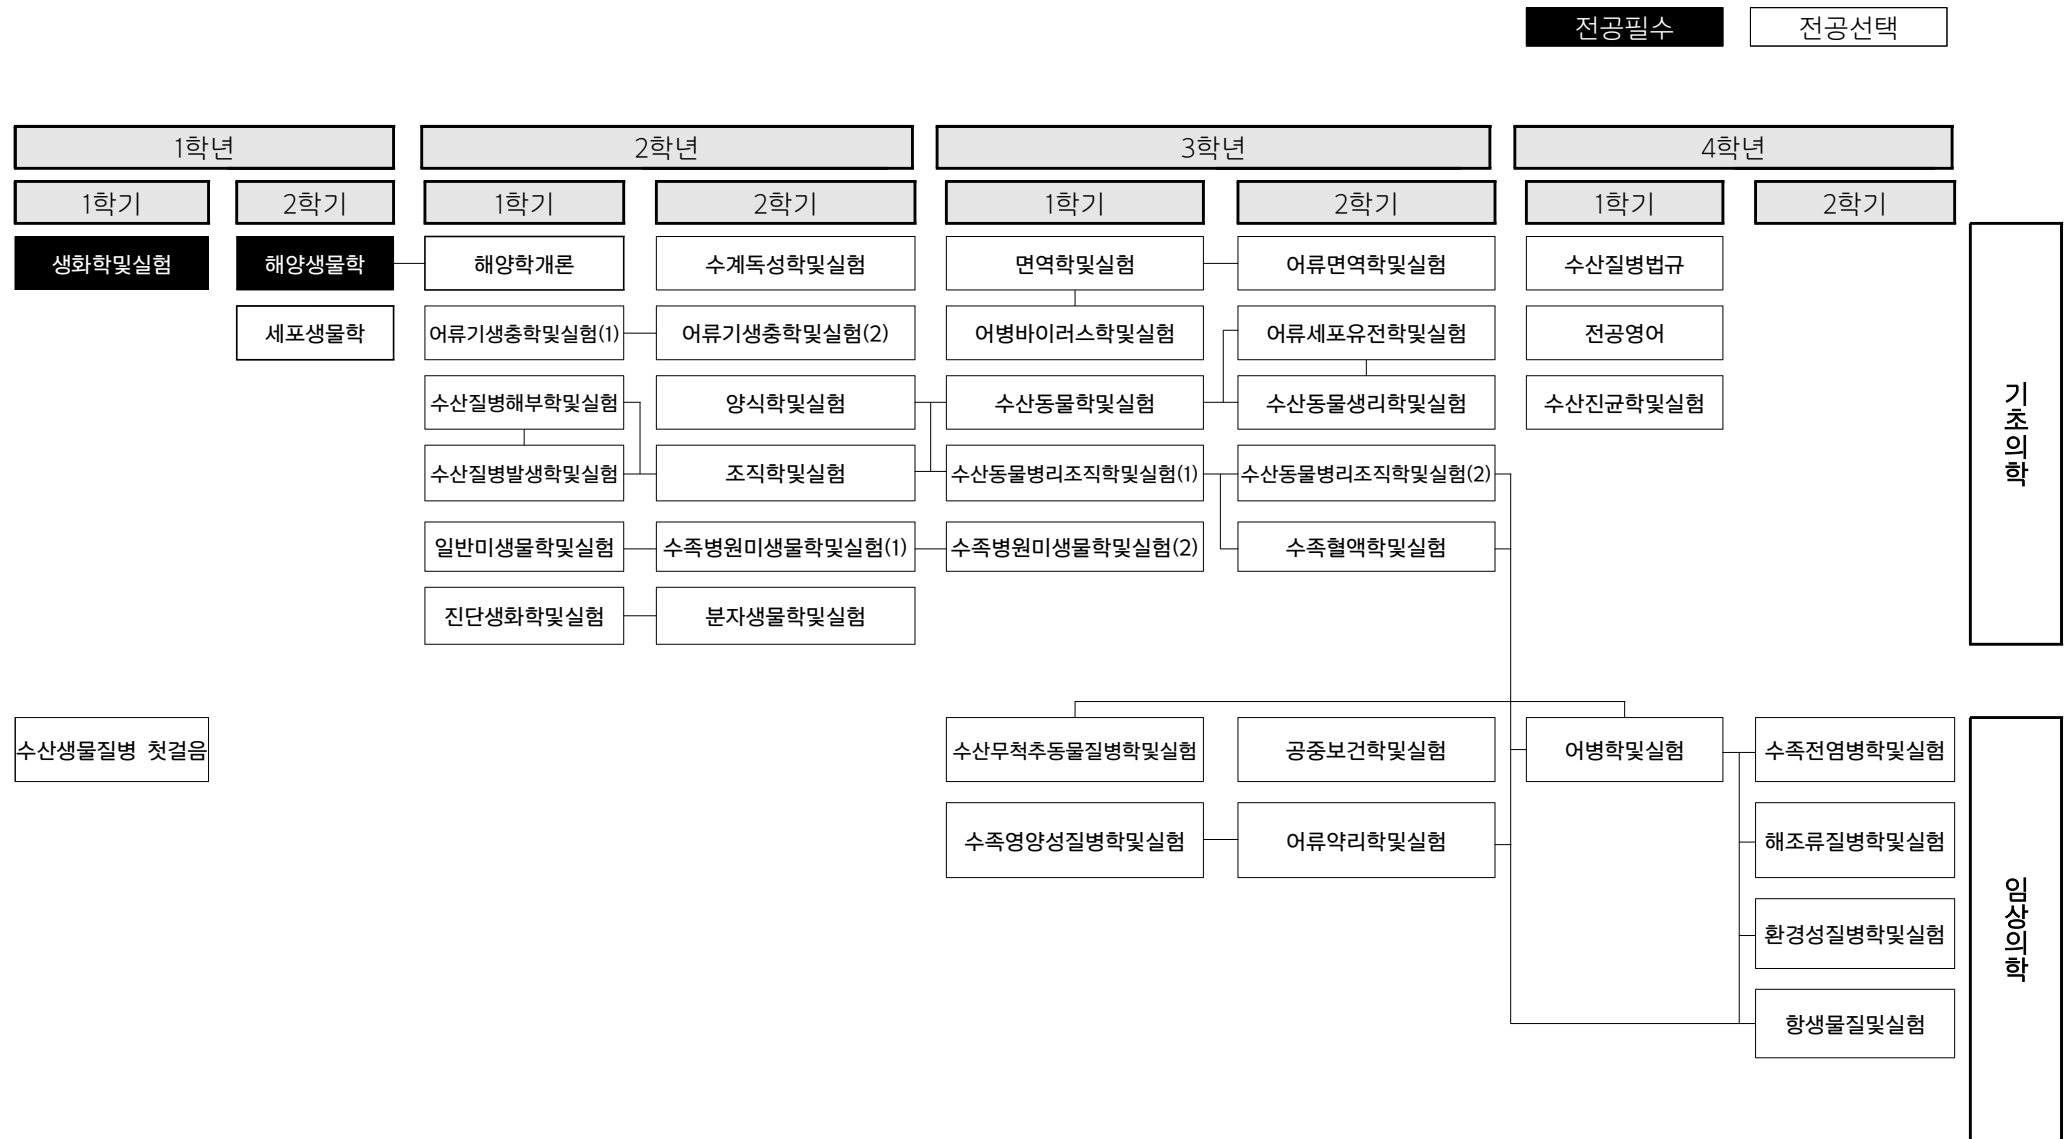 전공필수 전공선택
1학년 2학년 3학년 4학년
1학기 2학기 1학기 2학기 1학기 2학기 1학기 2학기
생화학및실험 해양생물학 해양학개론 수계독성학및실험 면역학및실험 어류면역학및실험 수산질병법규
세포생물학 어류기생충학및실험(1) 어류기생충학및실험(2) 어병바이러스학및실험 어류세포유전학및실험 전공영어
수산질병해부학및실험 양식학및실험 수산동물학및실험 수산동물생리학및실험 수산진균학및실험
기초의학
수산질병발생학및실험 조직학및실험 수산동물병리조직학및실험(1) 수산동물병리조직학및실험(2)
일반미생물학및실험 수족병원미생물학및실험(1) 수족병원미생물학및실험(2) 수족혈액학및실험
진단생화학및실험 분자생물학및실험
수산생물질병 첫걸음 수산무척추동물질병학및실험 공중보건학및실험 어병학및실험 수족전염병학및실험
수족영양성질병학및실험 어류약리학및실험 해조류질병학및실험
임상의학
환경성질병학및실험
항생물질및실험